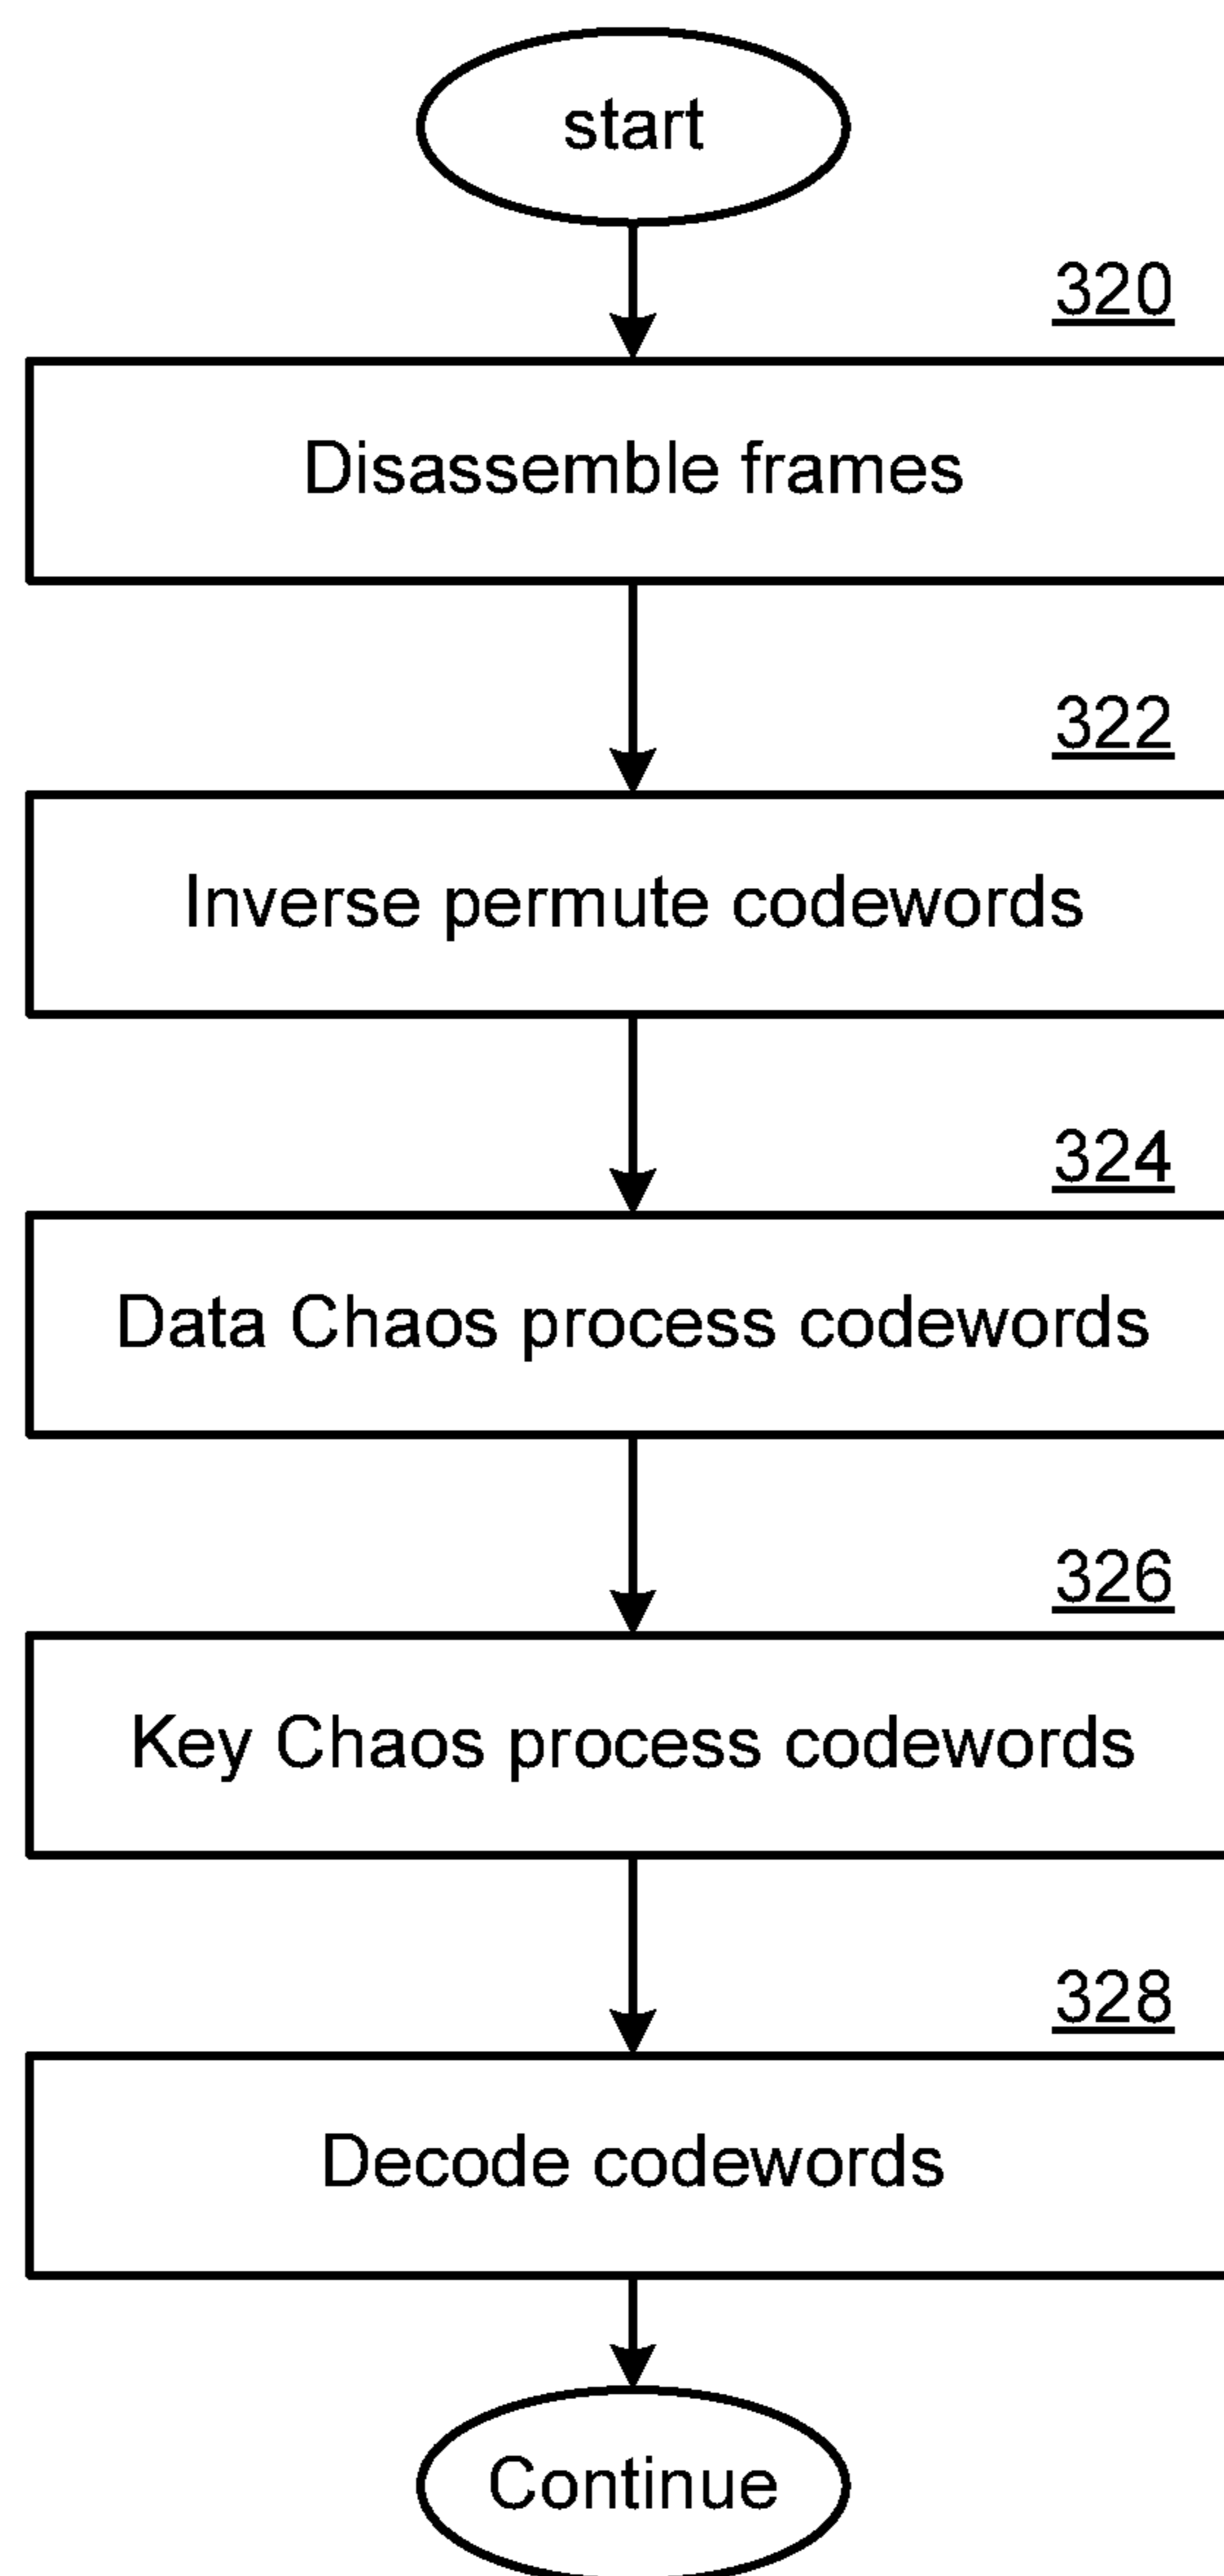 start
320
Disassemble frames
322
Inverse permute codewords
324
Data Chaos process codewords
326
Key Chaos process codewords
328
Decode codewords
Continue